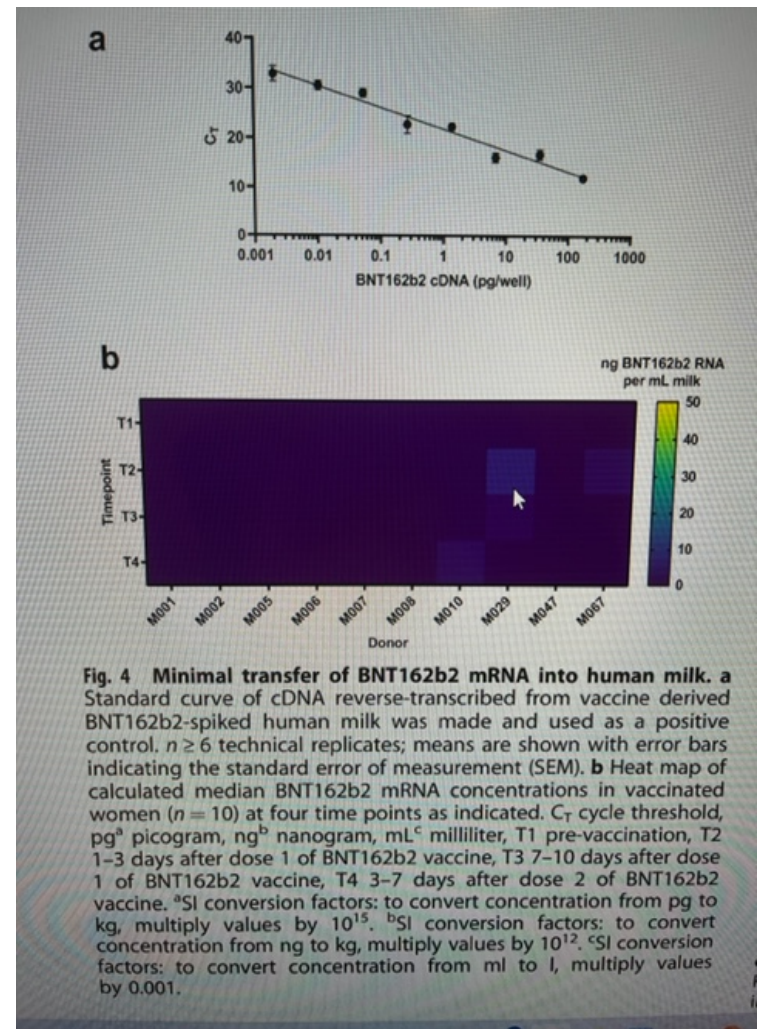 a
40
30
20
10
0
C_T
0.001 0.01 0.1 1 10 100 1000
BNT162b2 cDNA (pg/well)
b
ng BNT162b2 RNA
per mL milk
50
40
30
20
10
0
Timepoint
T1
T2
T3
T4
M001 M002 M005 M006 M007 M008 M010 M029 M047 M067
Donor
Fig. 4 Minimal transfer of BNT162b2 mRNA into human milk. a
Standard curve of cDNA reverse-transcribed from vaccine derived
BNT162b2-spiked human milk was made and used as a positive
control. n ≥ 6 technical replicates; means are shown with error bars
indicating the standard error of measurement (SEM). b Heat map of
calculated median BNT162b2 mRNA concentrations in vaccinated
women (n = 10) at four time points as indicated. C_T cycle threshold,
pgᵃ picogram, ngᵇ nanogram, mLᶜ milliliter, T1 pre-vaccination, T2
1–3 days after dose 1 of BNT162b2 vaccine, T3 7–10 days after dose
1 of BNT162b2 vaccine, T4 3–7 days after dose 2 of BNT162b2
vaccine. ᵃSI conversion factors: to convert concentration from pg to
kg, multiply values by 10¹⁵. ᵇSI conversion factors: to convert
concentration from ng to kg, multiply values by 10¹². ᶜSI conversion
factors: to convert concentration from ml to l, multiply values
by 0.001.